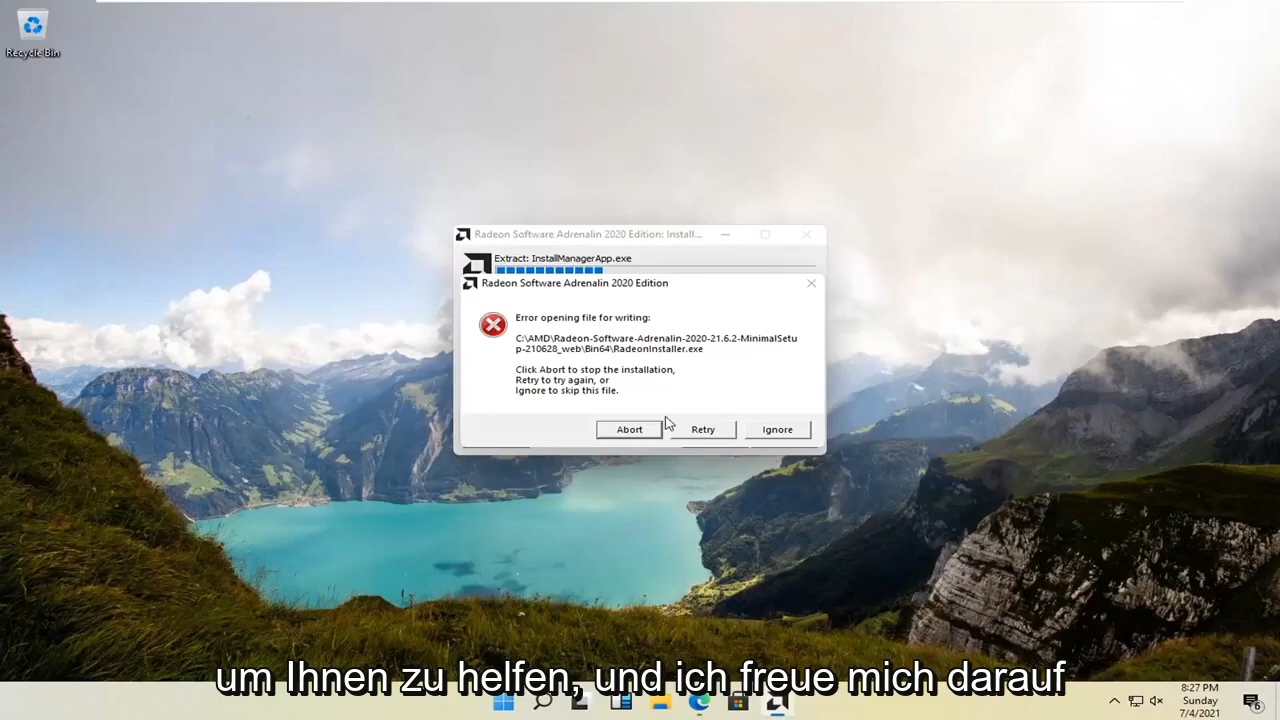 Recycle Bin
Radeon Software Adrenalin 2020 Edition: Install...
Extract: InstallManagerApp.exe
Radeon Software Adrenalin 2020 Edition
Error opening file for writing:
C:\AMD\Radeon-Software-Adrenalin-2020-21.6.2-MinimalSetu
p-210628_web\Bin64\RadeonInstaller.exe
Click Abort to stop the installation,
Retry to try again, or
Ignore to skip this file.
Abort
Retry
Ignore
um Ihnen zu helfen, und ich freue mich darauf
8:27 PM
Sunday
7/4/2021
6